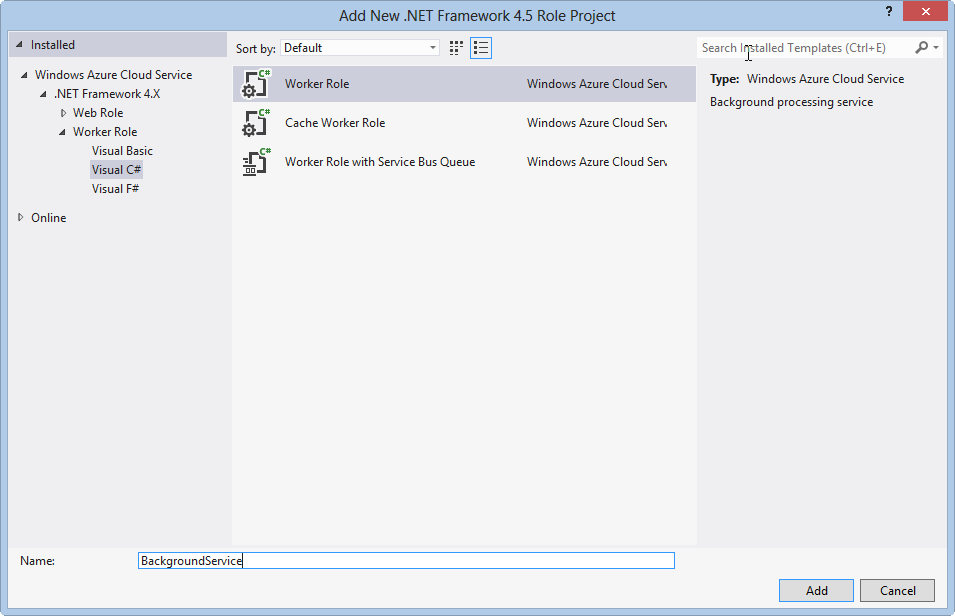 Add New .NET Framework 4.5 Role Project
?
Installed
Windows Azure Cloud Service
.NET Framework 4.X
Web Role
Worker Role
Visual Basic
Visual C#
Visual F#
Online
Sort by: Default
C# Worker Role Windows Azure Cloud Serv
C# Cache Worker Role Windows Azure Cloud Serv
C# Worker Role with Service Bus Queue Windows Azure Cloud Serv
Search Installed Templates (Ctrl+E)
Type: Windows Azure Cloud Service
Background processing service
Name: BackgroundService
Add Cancel